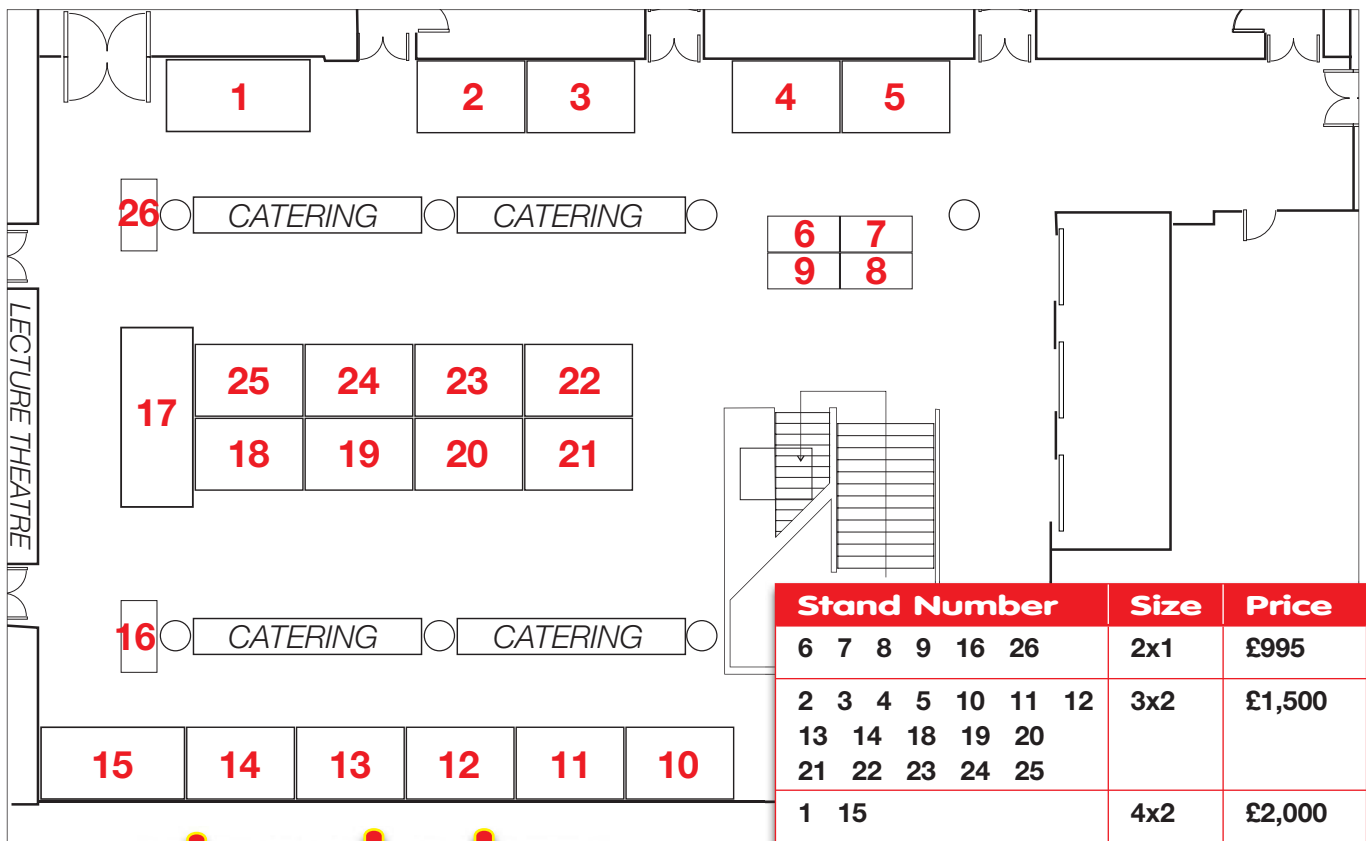 1
2 3
4 5
26
CATERING
CATERING
6 7
9 8
LECTURE THEATRE
17
25 24 23 22
18 19 20 21
16
CATERING
CATERING
15 14 13 12 11 10
Stand Number Size Price
6 7 8 9 16 26 2x1 £995
2 3 4 5 10 11 12 3x2 £1,500
13 14 18 19 20
21 22 23 24 25
1 15 4x2 £2,000